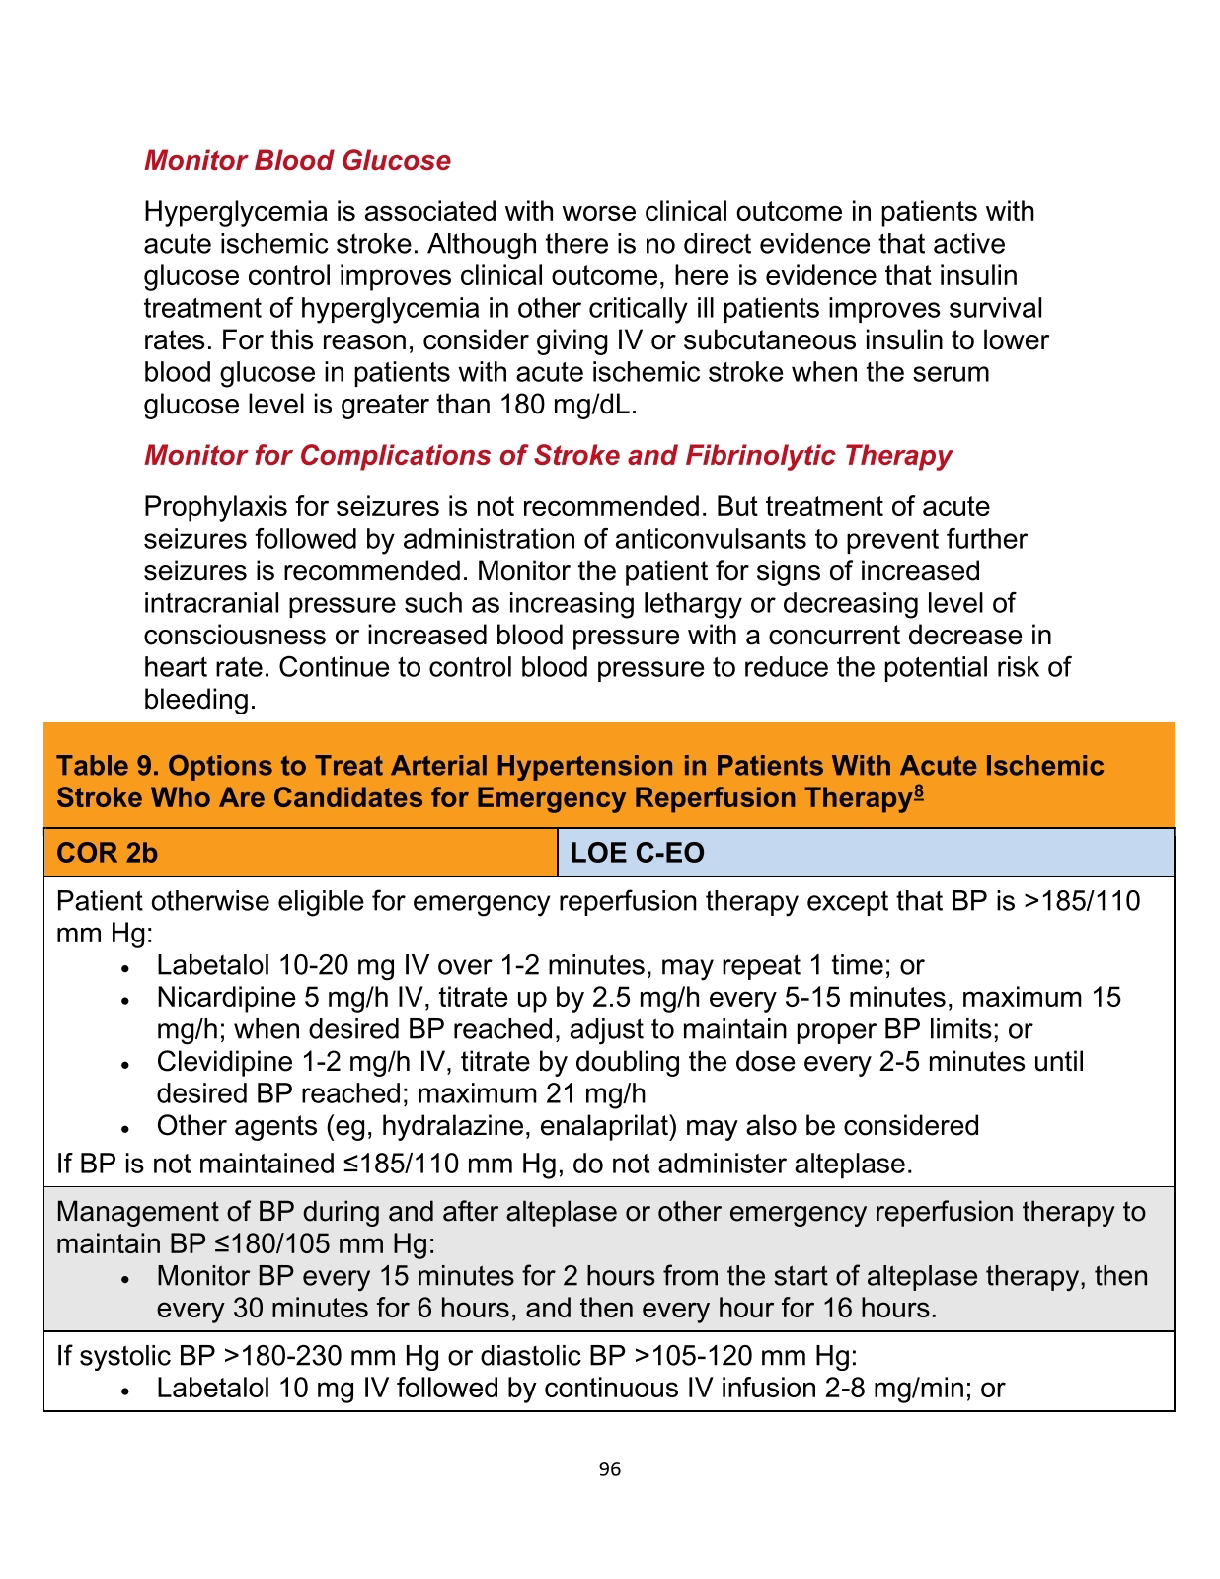 Monitor Blood Glucose
Hyperglycemia is associated with worse clinical outcome in patients with
acute ischemic stroke. Although there is no direct evidence that active
glucose control improves clinical outcome, here is evidence that insulin
treatment of hyperglycemia in other critically ill patients improves survival
rates. For this reason, consider giving IV or subcutaneous insulin to lower
blood glucose in patients with acute ischemic stroke when the serum
glucose level is greater than 180 mg/dL.
Monitor for Complications of Stroke and Fibrinolytic Therapy
Prophylaxis for seizures is not recommended. But treatment of acute
seizures followed by administration of anticonvulsants to prevent further
seizures is recommended. Monitor the patient for signs of increased
intracranial pressure such as increasing lethargy or decreasing level of
consciousness or increased blood pressure with a concurrent decrease in
heart rate. Continue to control blood pressure to reduce the potential risk of
bleeding.
Table 9. Options to Treat Arterial Hypertension in Patients With Acute Ischemic
Stroke Who Are Candidates for Emergency Reperfusion Therapy8
COR 2b
LOE C-EO
Patient otherwise eligible for emergency reperfusion therapy except that BP is >185/110
mm Hg:
• Labetalol 10-20 mg IV over 1-2 minutes, may repeat 1 time; or
• Nicardipine 5 mg/h IV, titrate up by 2.5 mg/h every 5-15 minutes, maximum 15
mg/h; when desired BP reached, adjust to maintain proper BP limits; or
• Clevidipine 1-2 mg/h IV, titrate by doubling the dose every 2-5 minutes until
desired BP reached; maximum 21 mg/h
• Other agents (eg, hydralazine, enalaprilat) may also be considered
If BP is not maintained ≤185/110 mm Hg, do not administer alteplase.
Management of BP during and after alteplase or other emergency reperfusion therapy to
maintain BP ≤180/105 mm Hg:
• Monitor BP every 15 minutes for 2 hours from the start of alteplase therapy, then
every 30 minutes for 6 hours, and then every hour for 16 hours.
If systolic BP >180-230 mm Hg or diastolic BP >105-120 mm Hg:
• Labetalol 10 mg IV followed by continuous IV infusion 2-8 mg/min; or
96